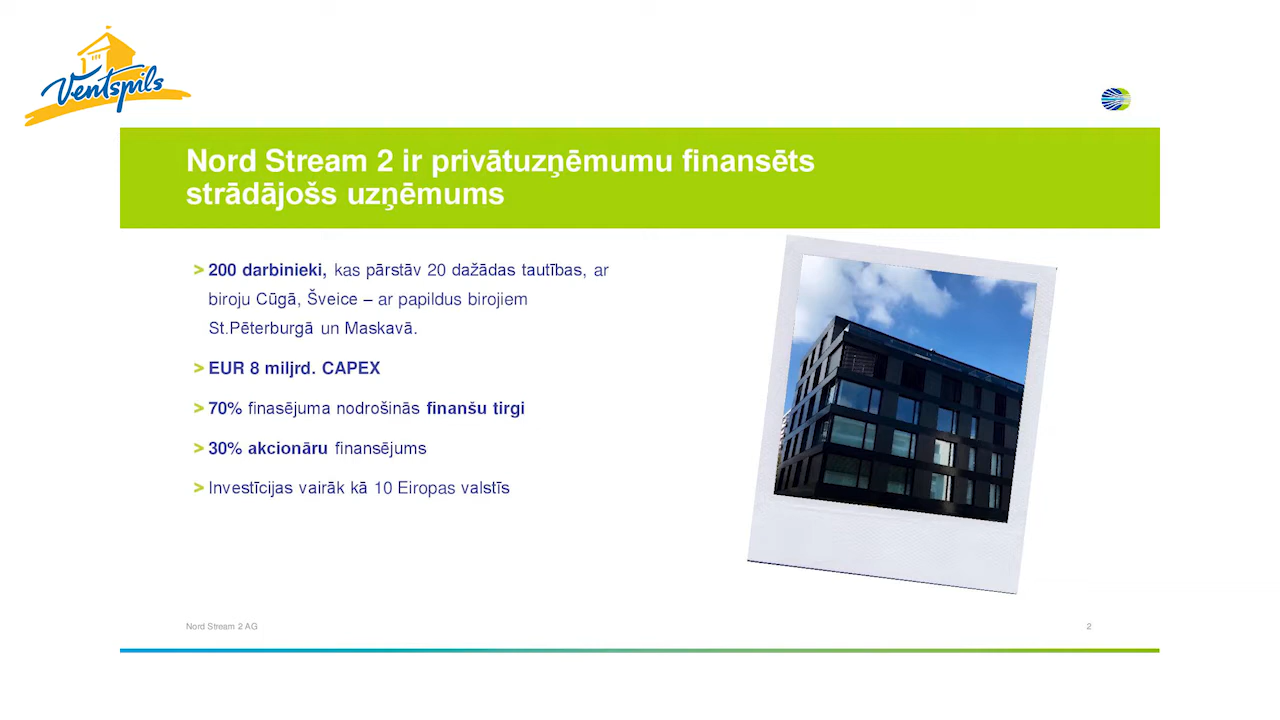 Ventspils
Nord Stream 2 ir privātuzņēmumu finansēts
strādājošs uzņēmums
> 200 darbinieki, kas pārstāv 20 dažādas tautības, ar
biroju Cūgā, Šveice – ar papildus birojiem
St.Pēterburgā un Maskavā.
> EUR 8 miljrd. CAPEX
> 70% finasējuma nodrošinās finanšu tirgi
> 30% akcionāru finansējums
> Investīcijas vairāk kā 10 Eiropas valstīs
Nord Stream 2 AG
2